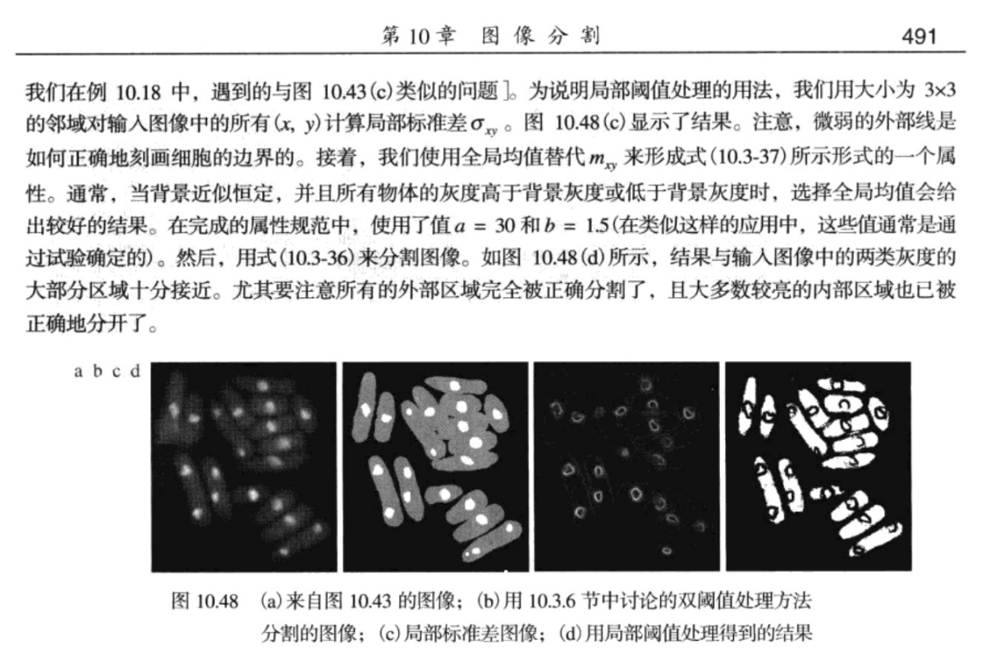 第 10 章 图 像 分 割 491
我们在例 10.18 中，遇到的与图 10.43(c)类似的问题]。为说明局部阈值处理的用法，我们用大小为 3×3
的邻域对输入图像中的所有(x, y)计算局部标准差σxy。图 10.48(c)显示了结果。注意，微弱的外部线是
如何正确地刻画细胞的边界的。接着，我们使用全局均值替代mxy 来形成式(10.3-37)所示形式的一个属
性。通常，当背景近似恒定，并且所有物体的灰度高于背景灰度或低于背景灰度时，选择全局均值会给
出较好的结果。在完成的属性规范中，使用了值a = 30 和b = 1.5(在类似这样的应用中，这些值通常是通
过试验确定的)。然后，用式(10.3-36)来分割图像。如图 10.48(d)所示，结果与输入图像中的两类灰度的
大部分区域十分接近。尤其要注意所有的外部区域完全被正确分割了，且大多数较亮的内部区域也已被
正确地分开了。
a b c d
图 10.48 (a)来自图 10.43 的图像；(b)用 10.3.6 节中讨论的双阈值处理方法
分割的图像；(c)局部标准差图像；(d)用局部阈值处理得到的结果